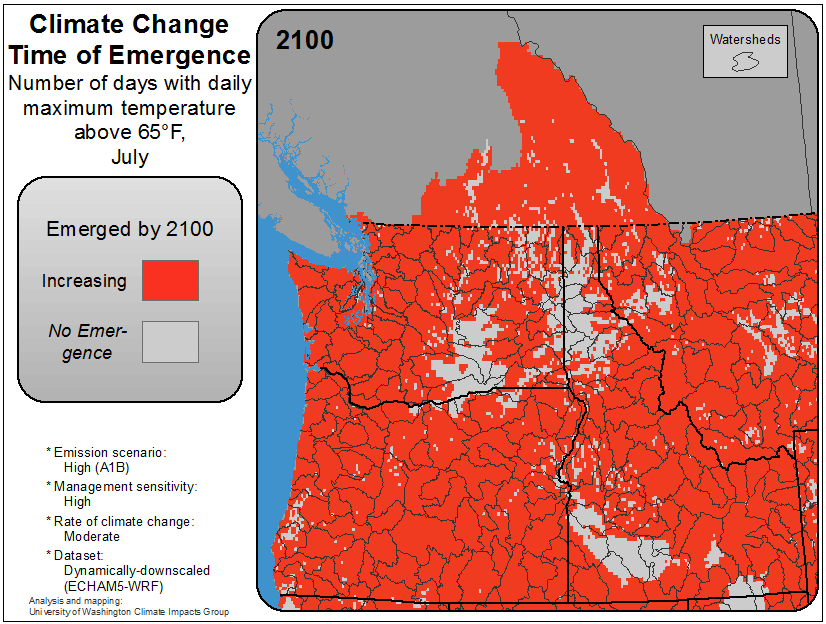 Climate Change
Time of Emergence
Number of days with daily
maximum temperature
above 65°F,
July
Emerged by 2100
Increasing
No Emer-
gence
* Emission scenario:
High (A1B)
* Management sensitivity:
High
* Rate of climate change:
Moderate
* Dataset:
Dynamically-downscaled
(ECHAM5-WRF)
Analysis and mapping:
University of Washington Climate Impacts Group
2100
Watersheds